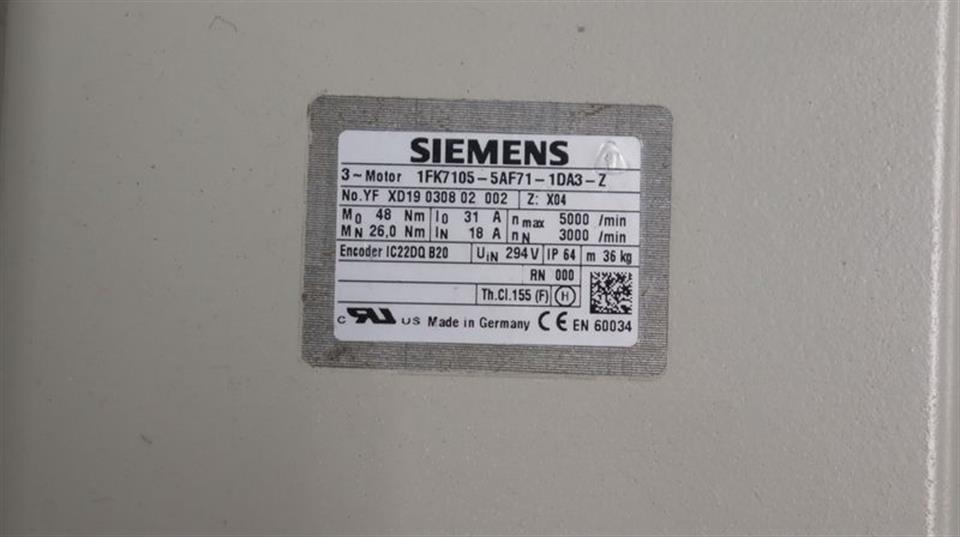 SIEMENS
3~Motor 1FK7105-5AF71-1DA3-Z
No.YF XD19 0308 02 002 Z: X04
M0 48 Nm I0 31 A nmax 5000 /min
MN 26,0 Nm IN 18 A nN 3000 /min
Encoder IC22DQ B20 UIN 294V IP 64 m 36 kg
RN 000
Th.Cl.155 (F) H
c RU US Made in Germany CE EN 60034